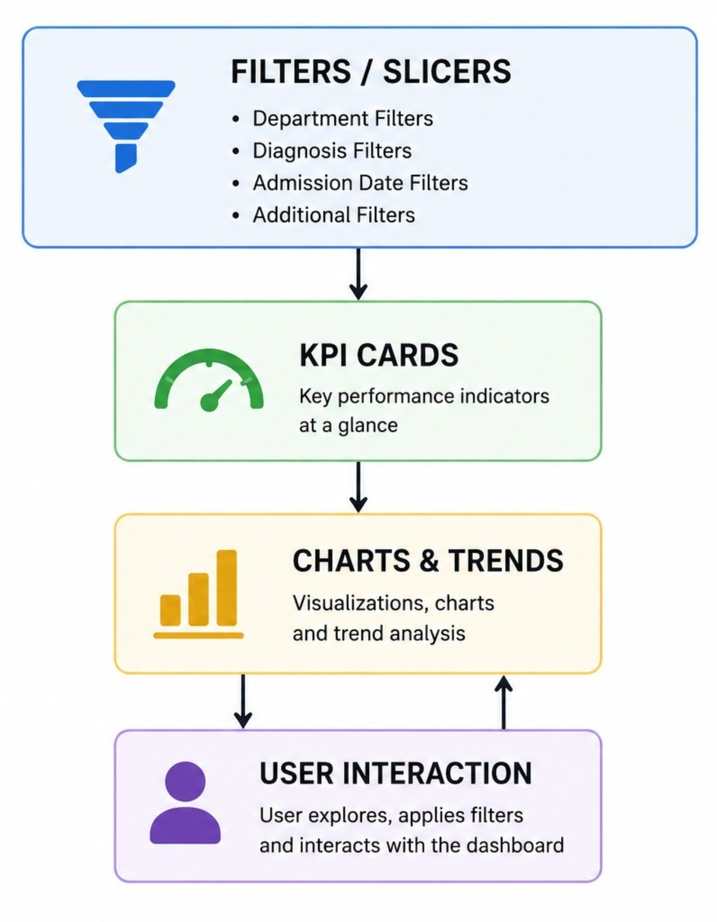 FILTERS / SLICERS
• Department Filters
• Diagnosis Filters
• Admission Date Filters
• Additional Filters
KPI CARDS
Key performance indicators
at a glance
CHARTS & TRENDS
Visualizations, charts
and trend analysis
USER INTERACTION
User explores, applies filters
and interacts with the dashboard